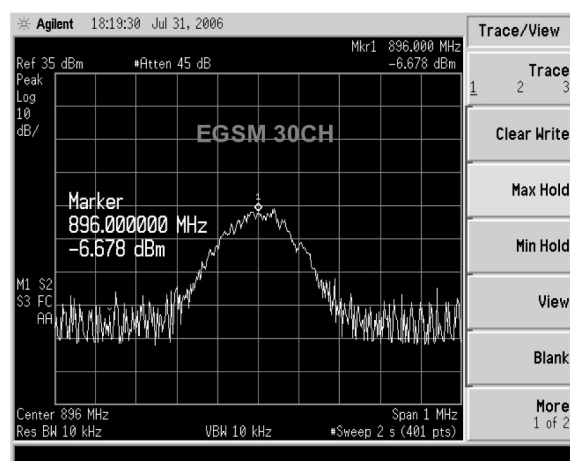 Agilent 18:19:30 Jul 31, 2006
Trace/View
Mkr1 896.000 MHz
Ref 35 dBm #Atten 45 dB -6.678 dBm
Peak
Log
10
dB/
EGSM 30CH
1
Marker
896.000000 MHz
-6.678 dBm
M1 S2
S3 FC
AA
Center 896 MHz Span 1 MHz
Res BW 10 kHz VBW 10 kHz #Sweep 2 s (401 pts)
Trace
1 2 3
Clear Write
Max Hold
Min Hold
View
Blank
More
1 of 2